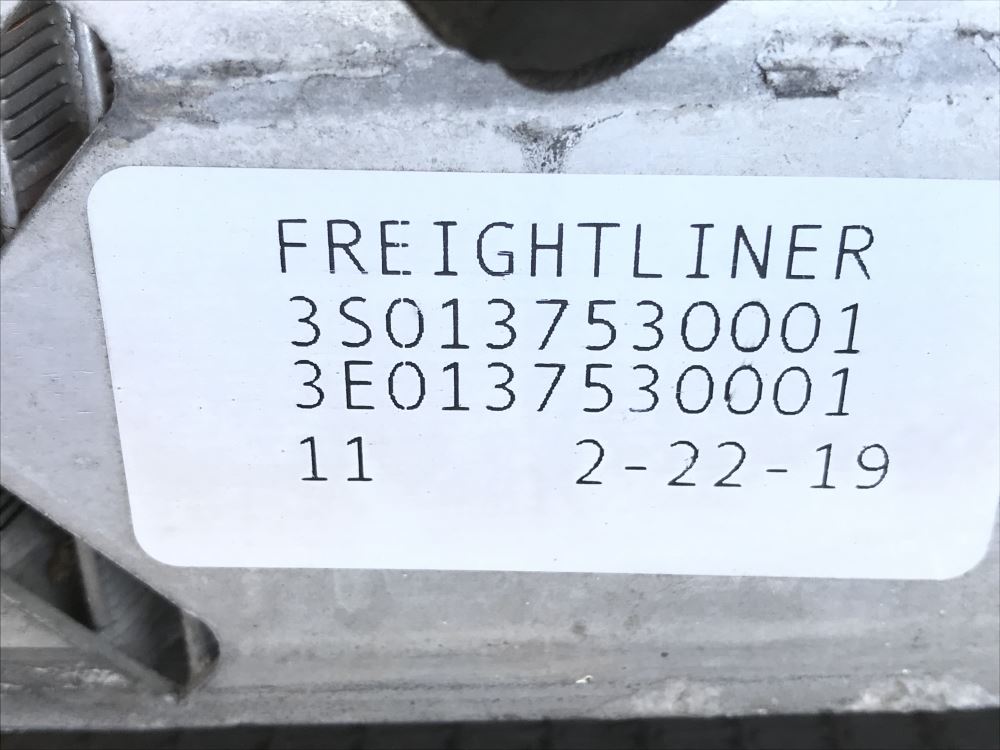 FREIGHTLINER
3S0137530001
3E0137530001
11 2-22-19